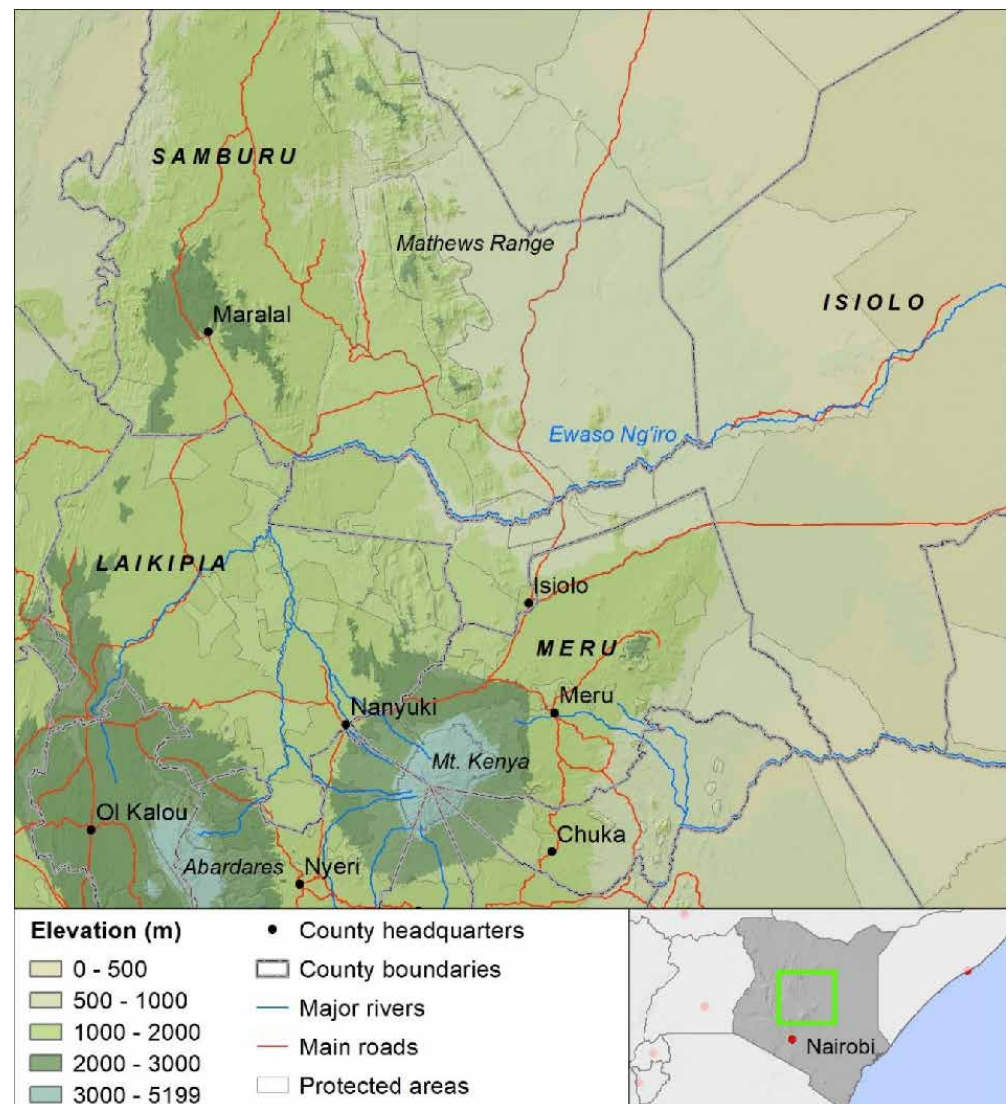 SAMBURU
Mathews Range
Maralal
ISIOLO
Ewaso Ng'iro
LAIKIPIA
Isiolo
MERU
Nanyuki
Meru
Mt. Kenya
Ol Kalou
Chuka
Abardares
Nyeri
Elevation (m)
0 - 500
500 - 1000
1000 - 2000
2000 - 3000
3000 - 5199
County headquarters
County boundaries
Major rivers
Main roads
Protected areas
Nairobi